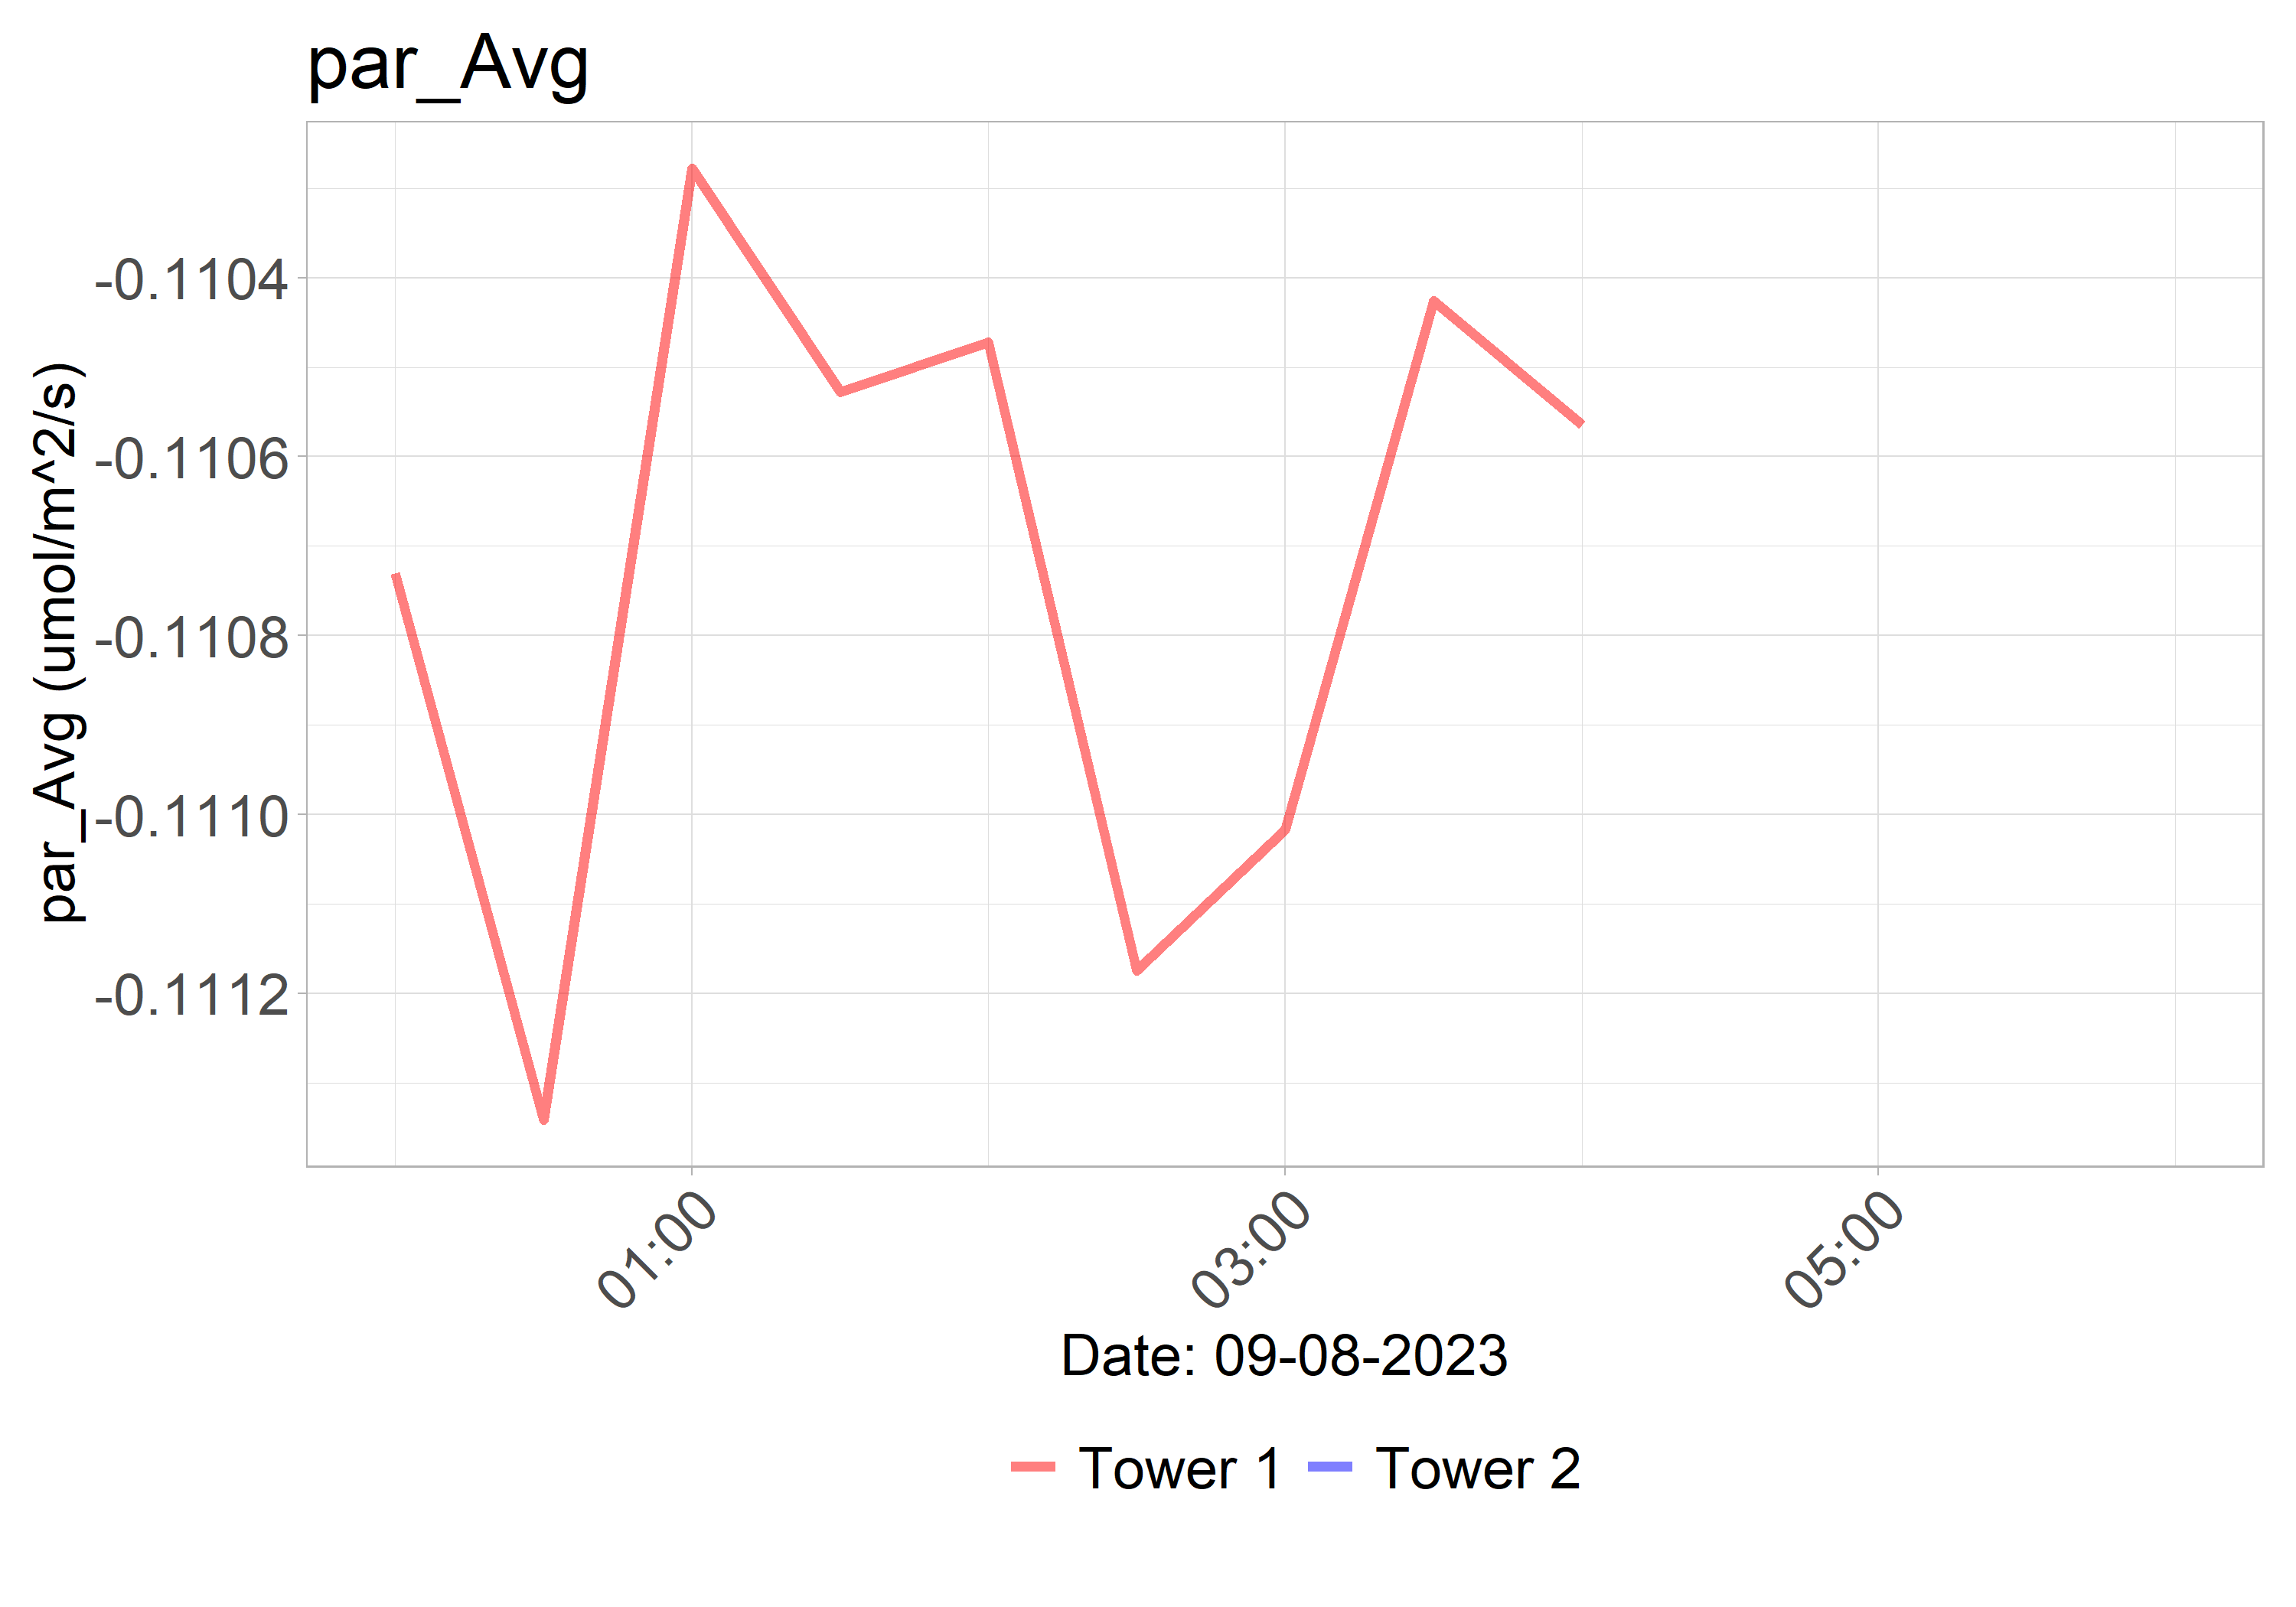 par_Avg
par_Avg (umol/m^2/s)
-0.1104
-0.1106
-0.1108
-0.1110
-0.1112
01:00
03:00
05:00
Date: 09-08-2023
Tower 1
Tower 2